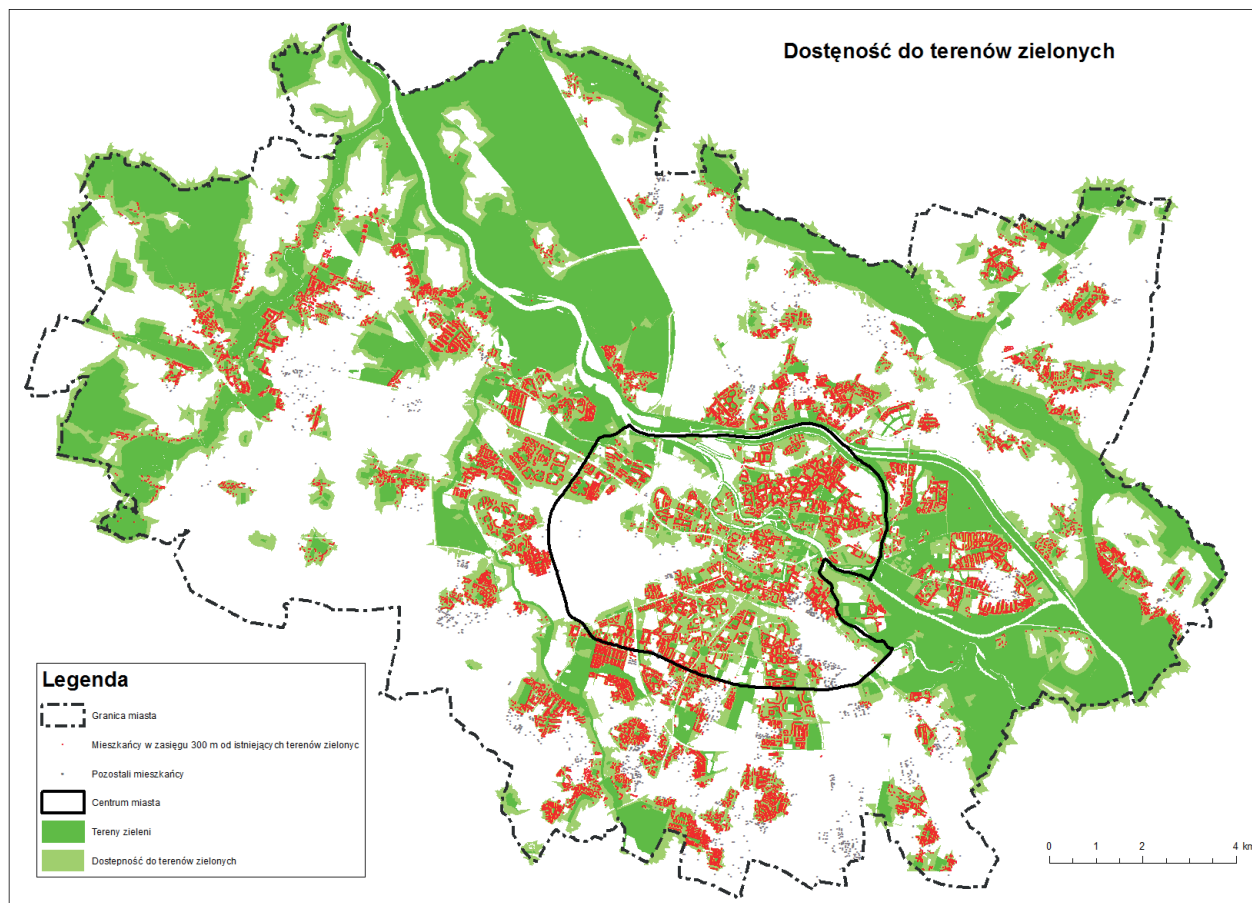 Dostęność do terenów zielonych
Legenda
Granica miasta
Mieszkańcy w zasięgu 300 m od istniejących terenów zielonyc
Pozostali mieszkańcy
Centrum miasta
Tereny zieleni
Dostepność do terenów zielonych
0 1 2 4 km